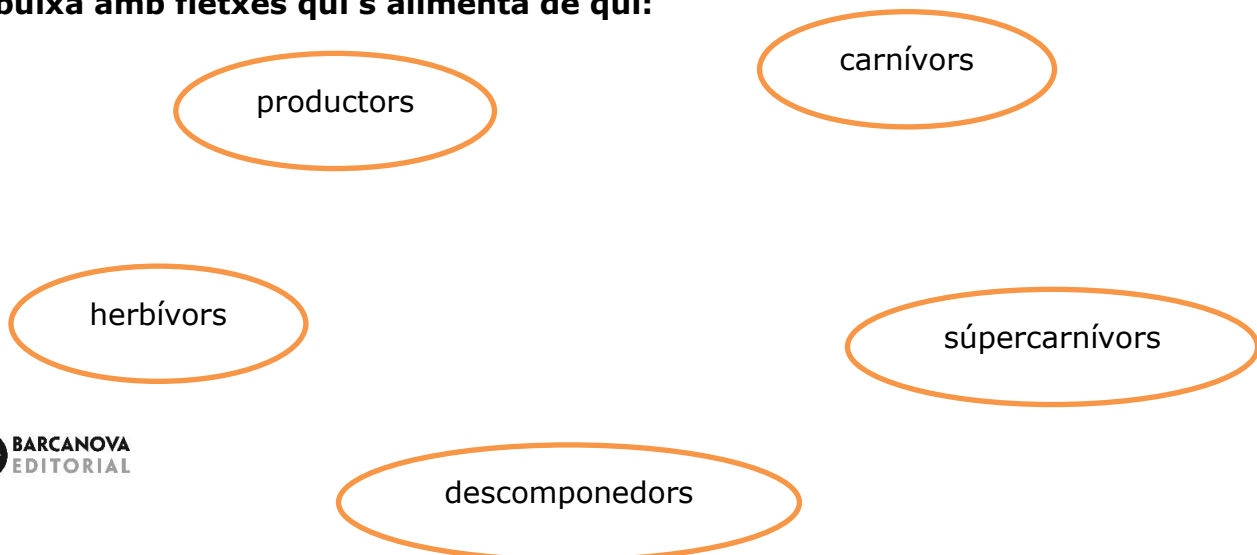 buixa amb fletxes qui s'alimenta de qui:
carnívors
productors
herbívors
súpercarnívors
BARCANOVA
EDITORIAL
descomponedors